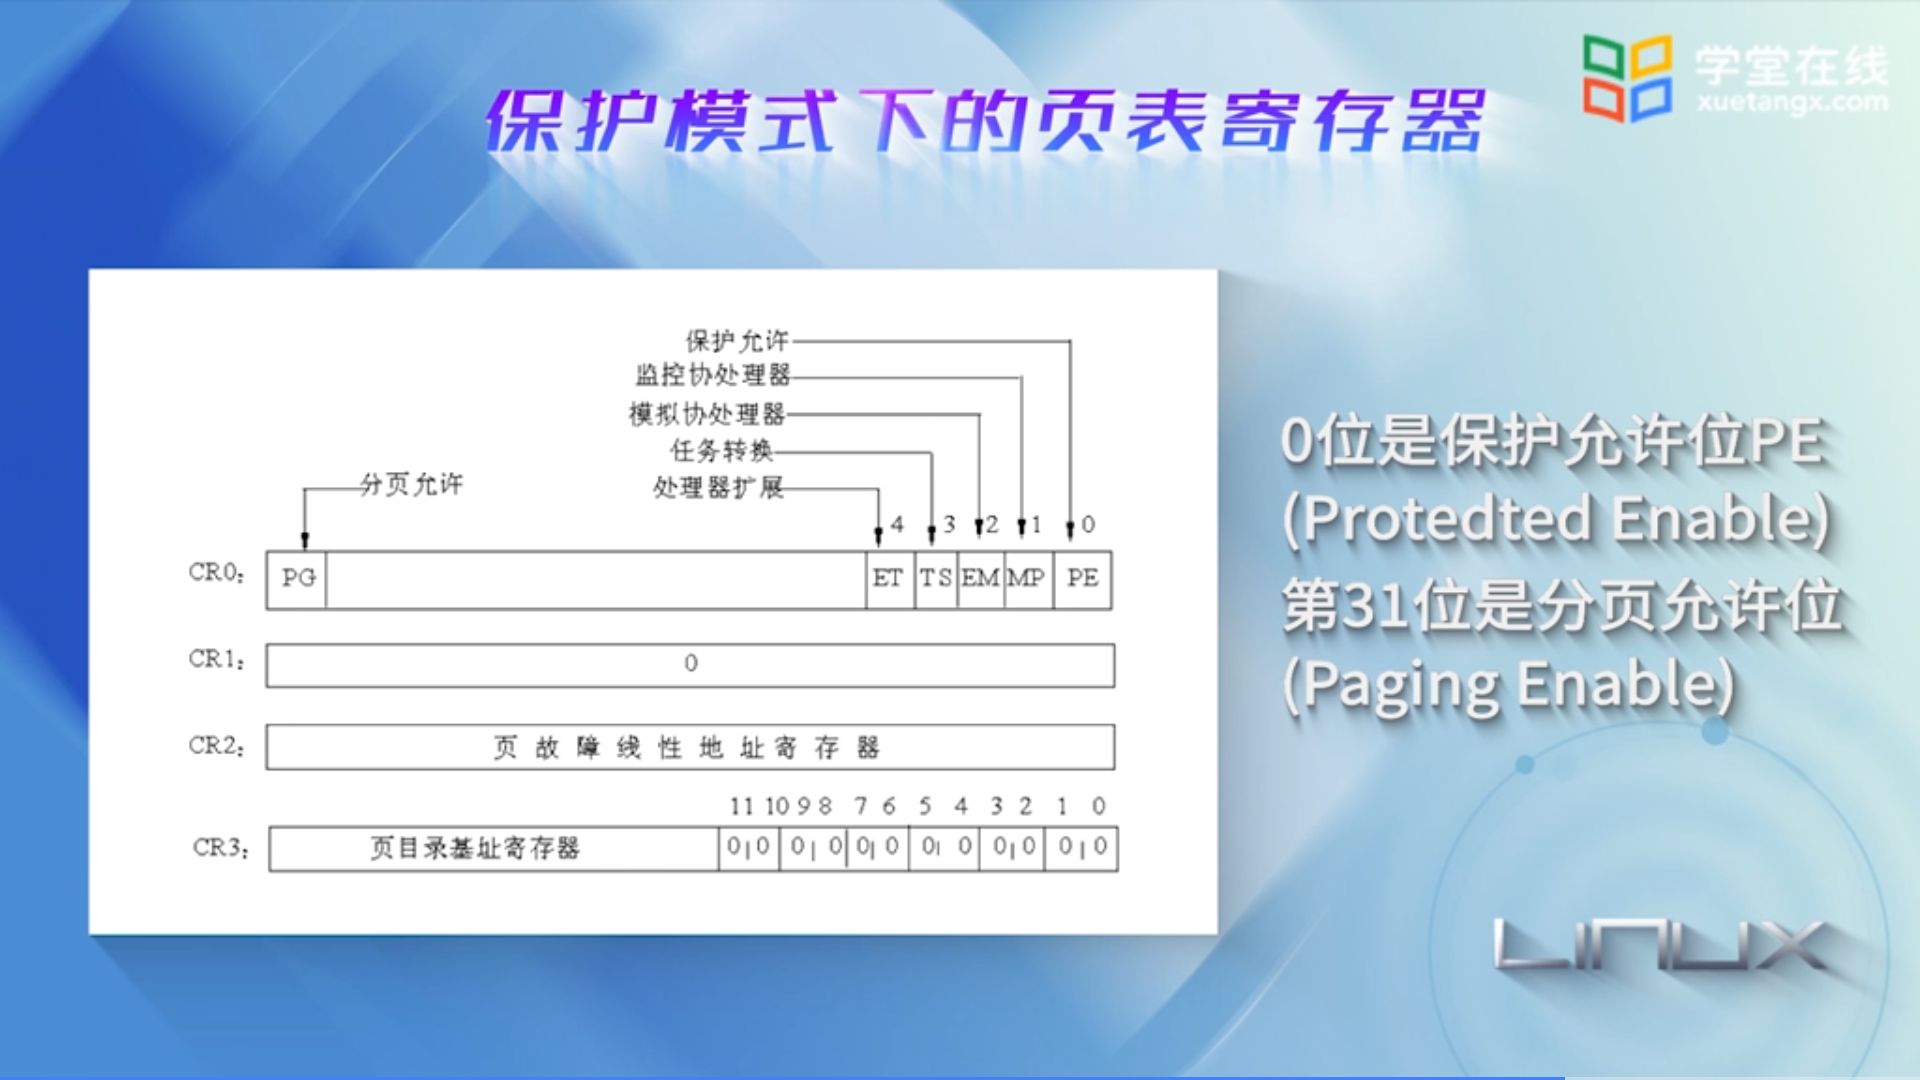 保护模式下的页表寄存器
学堂在线
xuetangx.com
保护允许
监控协处理器
模拟协处理器
任务转换
处理器扩展
分页允许
4 3 2 1 0
CR0: PG ET TS EM MP PE
CR1: 0
CR2: 页故障线性地址寄存器
11 10 9 8 7 6 5 4 3 2 1 0
CR3: 页目录基址寄存器 0 0 0 0 0 0 0 0 0 0 0 0
0位是保护允许位PE
(Protedted Enable)
第31位是分页允许位
(Paging Enable)
LINUX